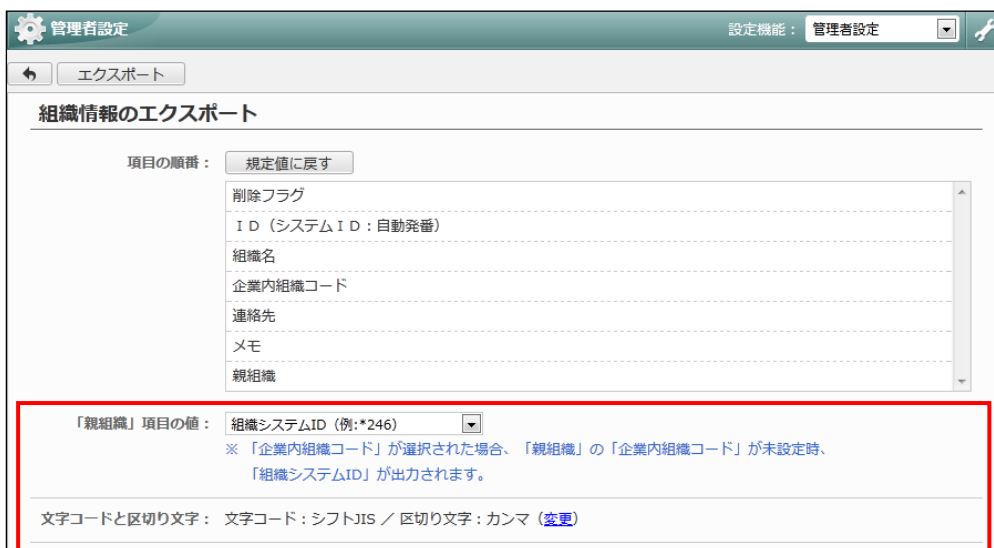 管理者設定
設定機能： 管理者設定
エクスポート
組織情報のエクスポート
項目の順番： 規定値に戻す
削除フラグ
ＩＤ（システムＩＤ：自動発番）
組織名
企業内組織コード
連絡先
メモ
親組織
「親組織」項目の値： 組織システムID（例:*246）
※ 「企業内組織コード」が選択された場合、「親組織」の「企業内組織コード」が未設定時、
「組織システムID」が出力されます。
文字コードと区切り文字： 文字コード：シフトJIS ／ 区切り文字：カンマ（変更）